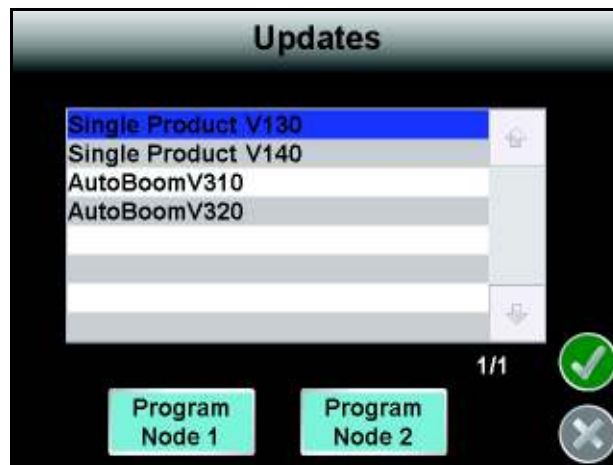 Updates
Single Product V130
Single Product V140
AutoBoomV310
AutoBoomV320
1/1
Program
Node 1
Program
Node 2